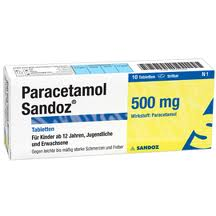 10 Tabletten
N1
Paracetamol
Sandoz®
500 mg
Wirkstoff: Paracetamol
Tabletten
Für Kinder ab 12 Jahren, Jugendliche
und Erwachsene
Gegen leichte bis mäßig starke Schmerzen und Fieber
SANDOZ